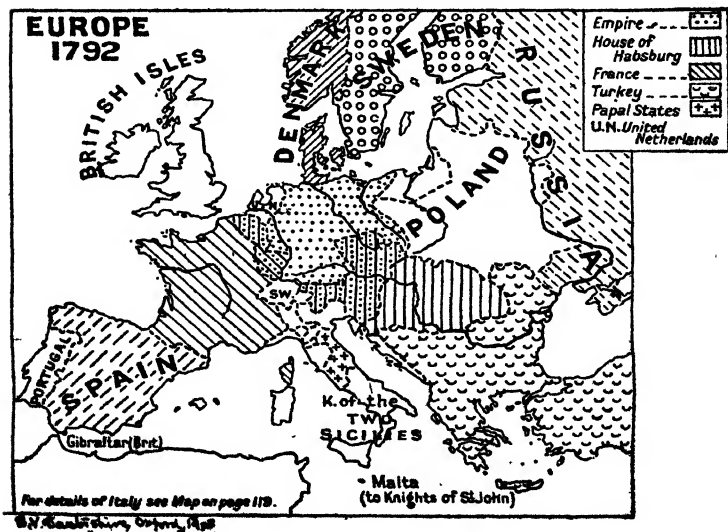 EUROPE
1792
Empire
House of
Habsburg
France
Turkey
Papal States
U.N. United
Netherlands
BRITISH ISLES
DENMARK
SWEDEN
RUSSIA
POLAND
SW.
PORTUGAL
SPAIN
Gibraltar (Brit)
K. of the
TWO
SICILIES
Malta
(to Knights of St John)
For details of Italy see Map on page 119.